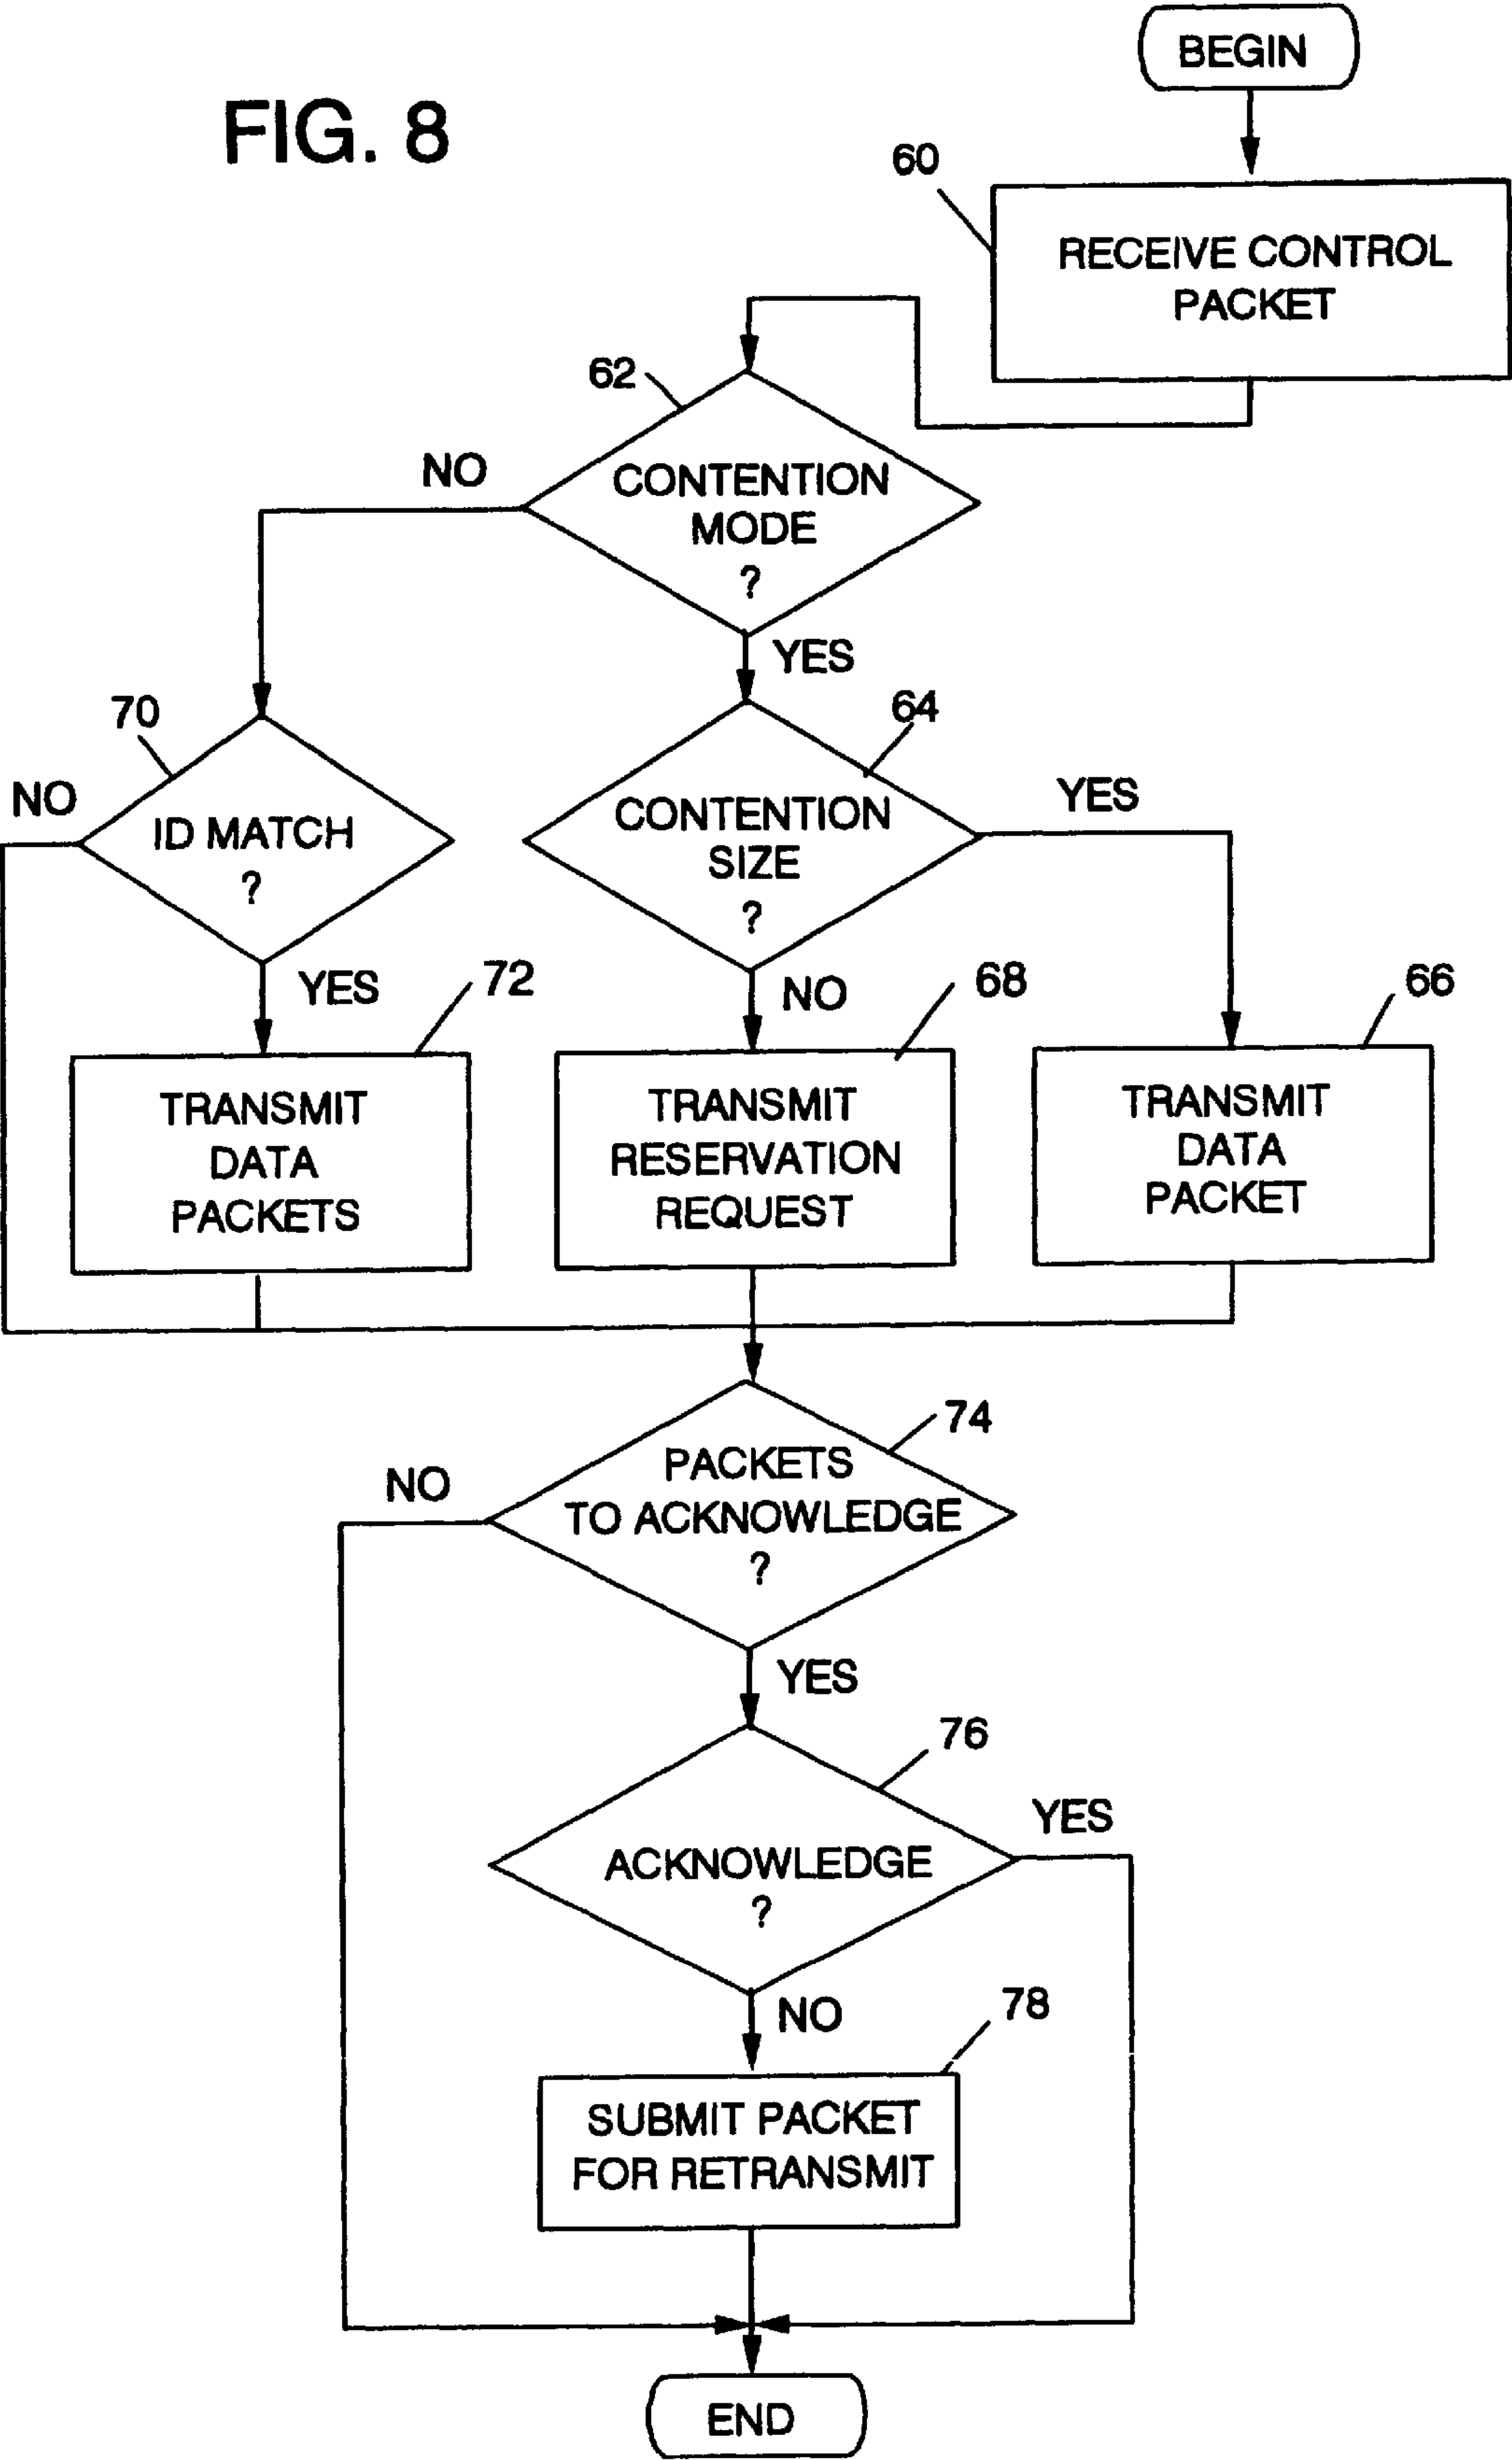 BEGIN
FIG. 8
60
RECEIVE CONTROL
PACKET
62
NO
CONTENTION
MODE
?
YES
70
64
NO
ID MATCH
?
CONTENTION
SIZE
?
YES
YES
72
NO
68
66
TRANSMIT
DATA
PACKETS
TRANSMIT
RESERVATION
REQUEST
TRANSMIT
DATA
PACKET
74
NO
PACKETS
TO ACKNOWLEDGE
?
YES
76
YES
ACKNOWLEDGE
?
NO
78
SUBMIT PACKET
FOR RETRANSMIT
END